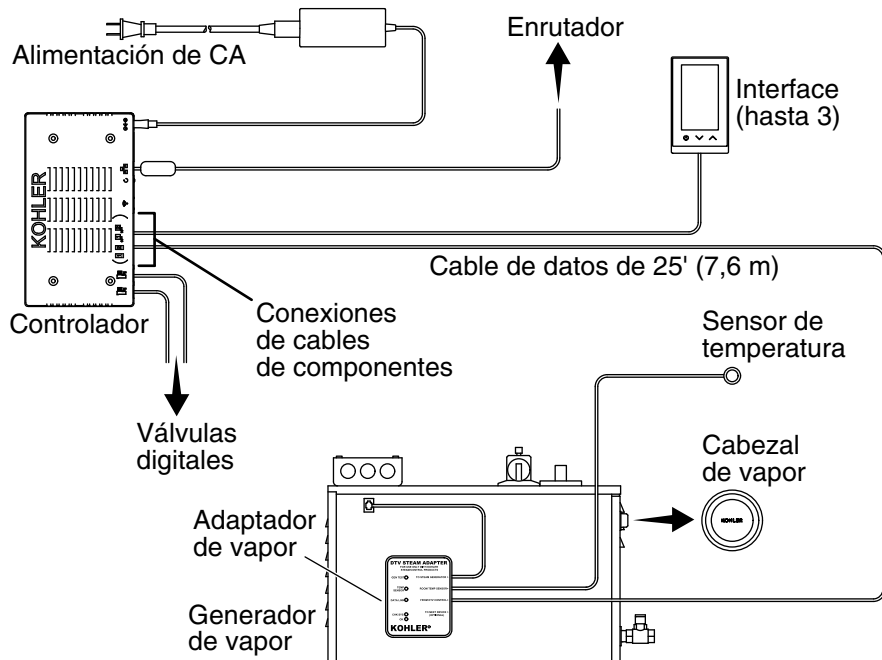 Alimentación de CA
Enrutador
Interface
(hasta 3)
KOHLER
Cable de datos de 25' (7,6 m)
Controlador
Conexiones
de cables
de componentes
Sensor de
temperatura
Válvulas
digitales
Cabezal
de vapor
KOHLER
Adaptador
de vapor
DTV STEAM ADAPTER
Generador
de vapor
KOHLER®